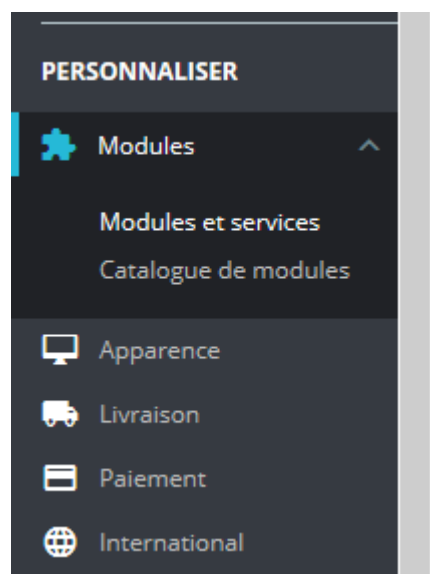 PERSONNALISER
Modules
Modules et services
Catalogue de modules
Apparence
Livraison
Paiement
International